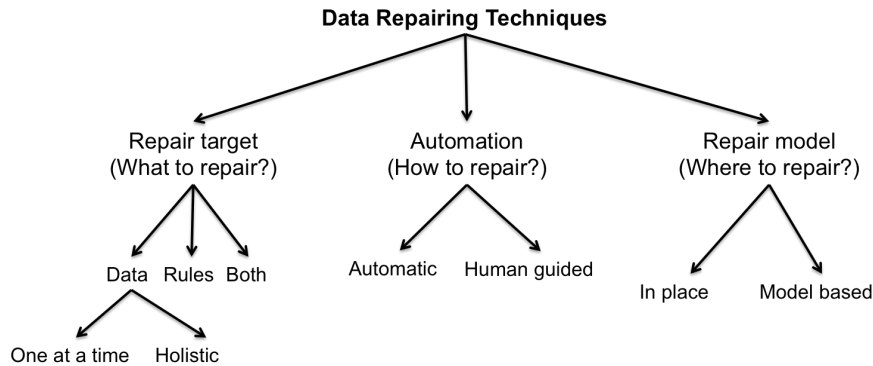 Data Repairing Techniques
Repair target
(What to repair?)
Automation
(How to repair?)
Repair model
(Where to repair?)
Data
Rules
Both
Automatic
Human guided
In place
Model based
One at a time
Holistic